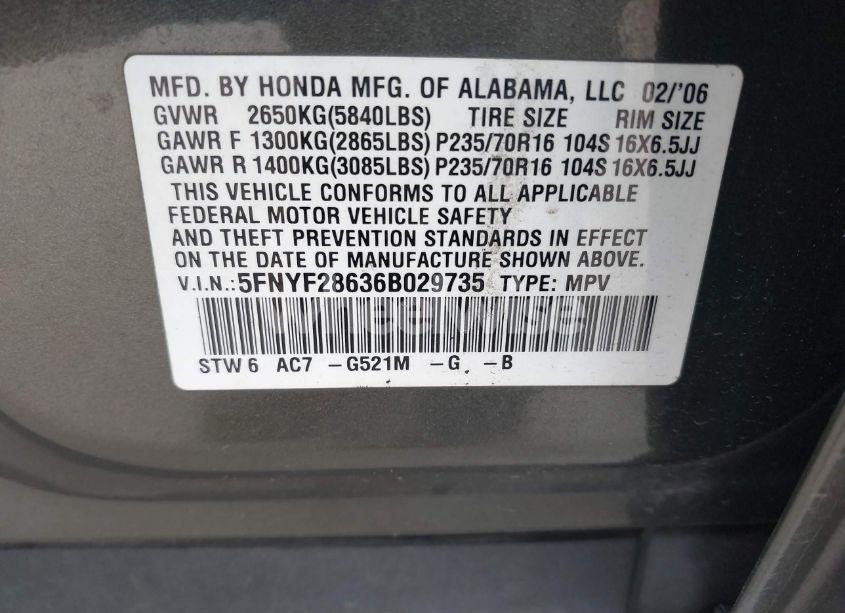 MFD. BY HONDA MFG. OF ALABAMA, LLC 02/'06
GVWR 2650KG(5840LBS) TIRE SIZE RIM SIZE
GAWR F 1300KG(2865LBS) P235/70R16 104S 16X6.5JJ
GAWR R 1400KG(3085LBS) P235/70R16 104S 16X6.5JJ
THIS VEHICLE CONFORMS TO ALL APPLICABLE
FEDERAL MOTOR VEHICLE SAFETY
AND THEFT PREVENTION STANDARDS IN EFFECT
ON THE DATE OF MANUFACTURE SHOWN ABOVE.
V.I.N.:5FNYF28636B029735 TYPE: MPV
WheelWise
STW6 AC7 -G521M -G -B